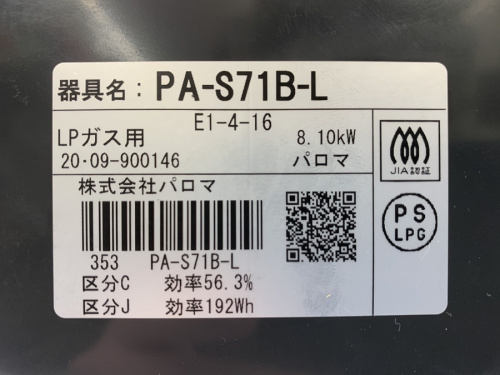 器具名: PA-S71B-L
E1-4-16
LPガス用 8.10kW
20·09-900146 パロマ
JIA認証
株式会社パロマ
PS
LPG
353 PA-S71B-L
区分C 効率56.3%
区分J 効率192Wh